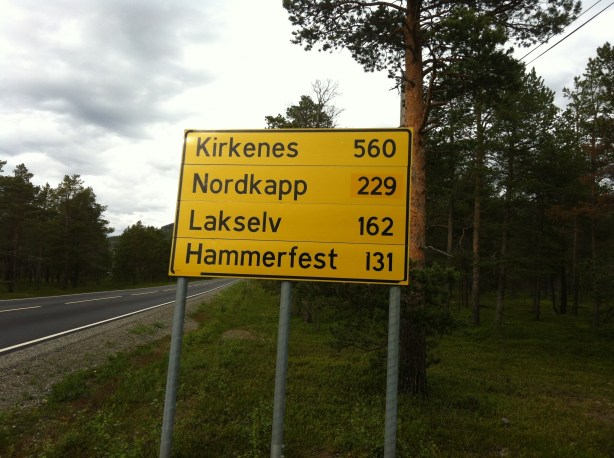 Kirkenes 560
Nordkapp 229
Lakselv 162
Hammerfest 131